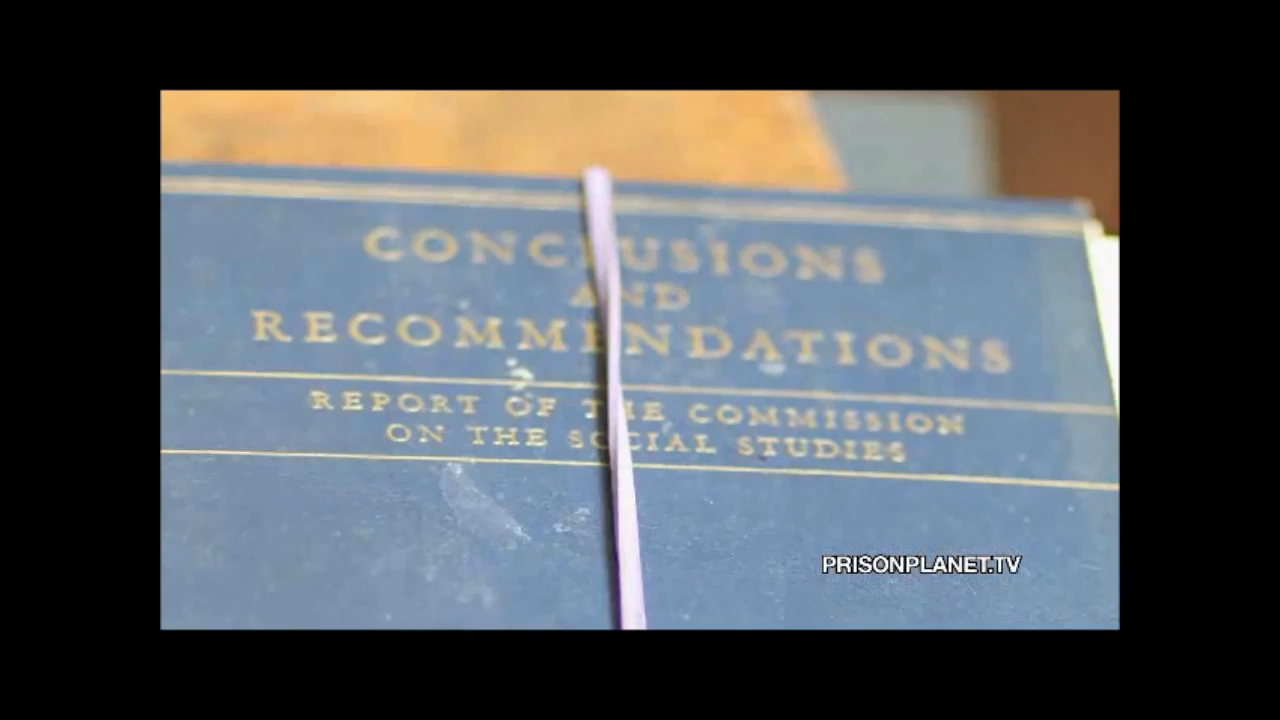 CONCLUSIONS
AND
RECOMMENDATIONS
REPORT OF THE COMMISSION
ON THE SOCIAL STUDIES
PRISONPLANET.TV